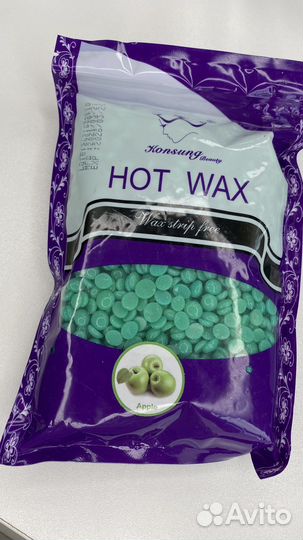 Konsung
Beauty
HOT WAX
Wax strip free
Apple
Avito